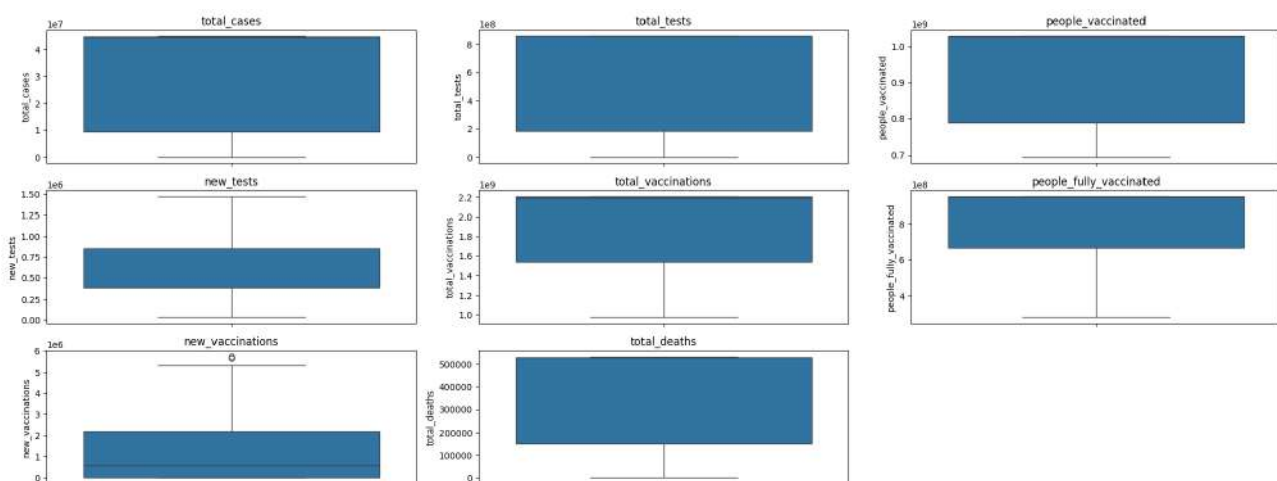 total_cases
1e7
total_cases
4
3
2
1
0
total_tests
1e8
total_tests
8
6
4
2
0
people_vaccinated
1e9
people_vaccinated
1.0
0.9
0.8
0.7
new_tests
1e6
new_tests
1.50
1.25
1.00
0.75
0.50
0.25
0.00
total_vaccinations
1e9
total_vaccinations
2.2
2.0
1.8
1.6
1.4
1.2
1.0
people_fully_vaccinated
1e8
people_fully_vaccinated
8
6
4
new_vaccinations
1e6
new_vaccinations
6
5
4
3
2
1
0
total_deaths
total_deaths
500000
400000
300000
200000
100000
0